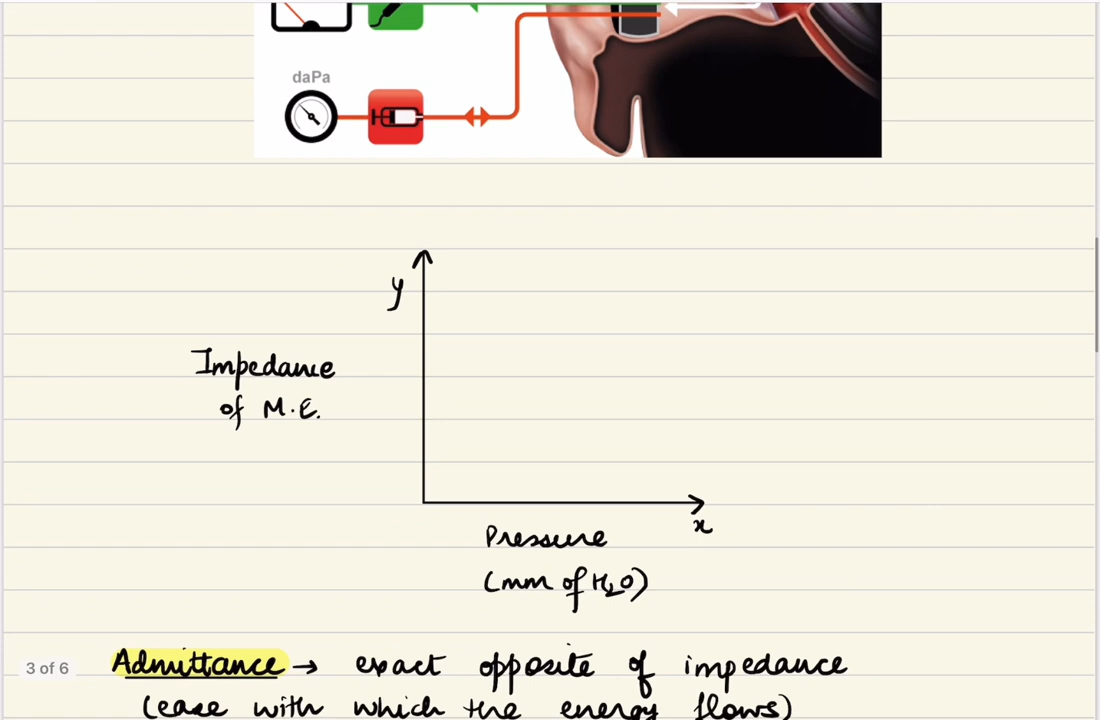 daPa
y
Impedance
of M.E.
x
Pressure
(mm of H₂O)
Admittance → exact opposite of impedance
3 of 6
(ease with which the energy flows)